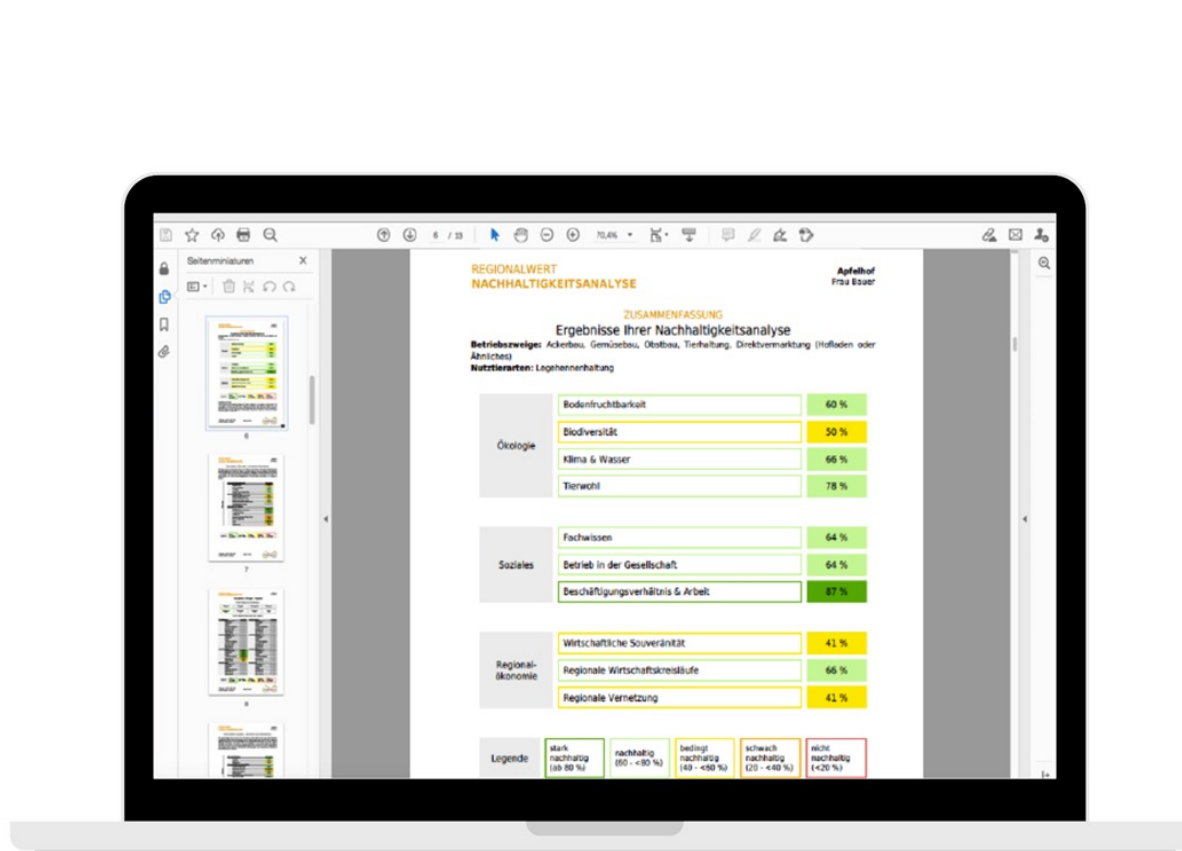 6 / 33
70,4%
Seitenminiaturen X
REGIONALWERT
NACHHALTIGKEITSANALYSE
Apfelhof
Frau Bauer
ZUSAMMENFASSUNG
Ergebnisse Ihrer Nachhaltigkeitsanalyse
Betriebszweige: Ackerbau, Gemüsebau, Obstbau, Tierhaltung, Direktvermarktung (Hofladen oder
Ähnliches)
Nutztierarten: Legehennenhaltung
Ökologie
Bodenfruchtbarkeit 60 %
Biodiversität 50 %
Klima & Wasser 66 %
Tierwohl 78 %
Soziales
Fachwissen 64 %
Betrieb in der Gesellschaft 64 %
Beschäftigungsverhältnis & Arbeit 87 %
Regional-
ökonomie
Wirtschaftliche Souveränität 41 %
Regionale Wirtschaftskreisläufe 66 %
Regionale Vernetzung 41 %
Legende
stark
nachhaltig
(ab 80 %)
nachhaltig
(60 - <80 %)
bedingt
nachhaltig
(40 - <60 %)
schwach
nachhaltig
(20 - <40 %)
nicht
nachhaltig
(<20 %)
6
7
8